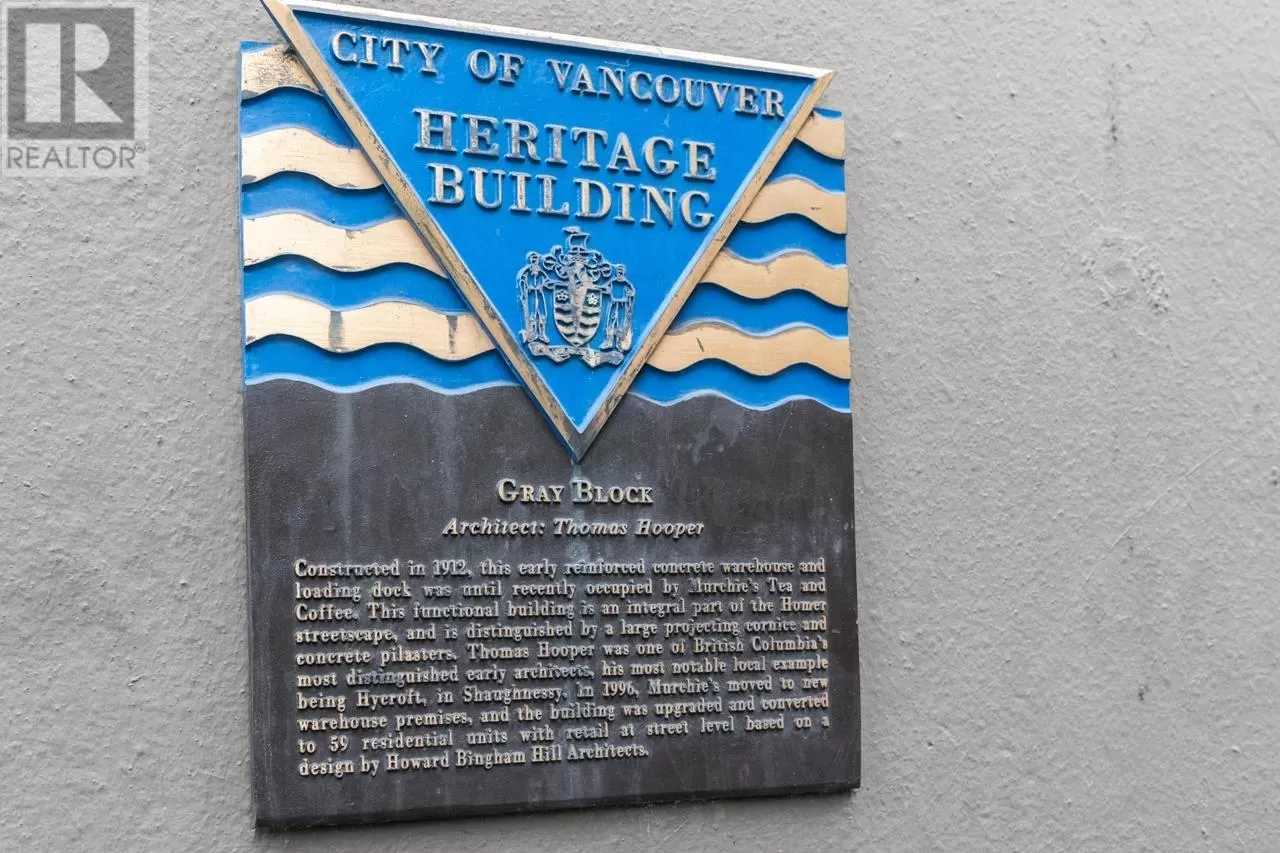 R
REALTOR®
CITY OF VANCOUVER
HERITAGE
BUILDING
GRAY BLOCK
Architect: Thomas Hooper
Constructed in 1912, this early reinforced concrete warehouse and
loading dock was until recently occupied by Murchie's Tea and
Coffee. This functional building is an integral part of the Homer
streetscape, and is distinguished by a large projecting cornice and
concrete pilasters. Thomas Hooper was one of British Columbia's
most distinguished early architects, his most notable local example
being Hycroft, in Shaughnessy. In 1996, Murchie's moved to new
warehouse premises, and the building was upgraded and converted
to 59 residential units with retail at street level based on a
design by Howard Bingham Hill Architects.